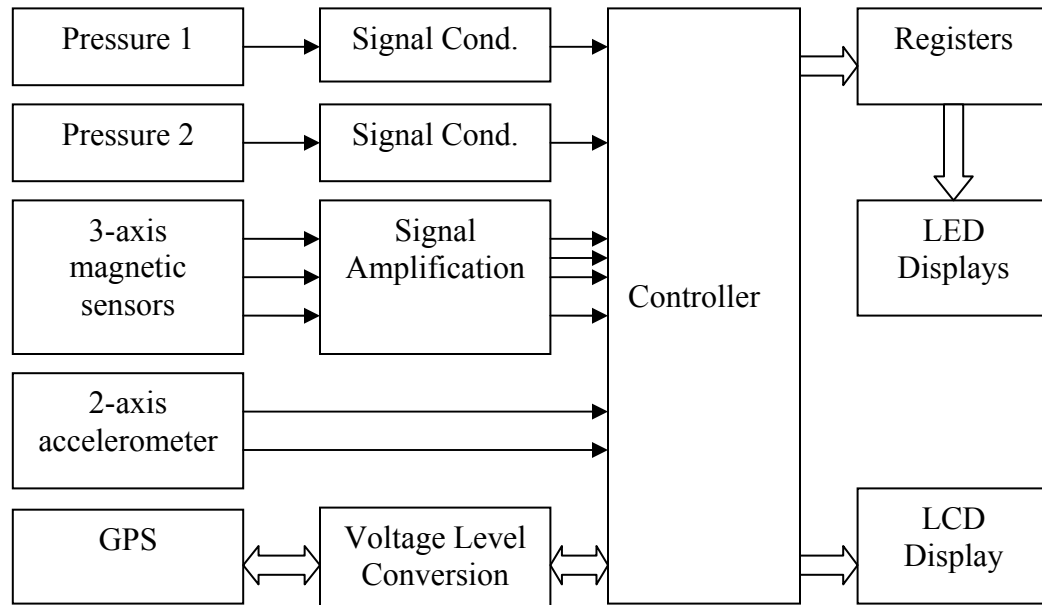 Pressure 1
Signal Cond.
Registers
Pressure 2
Signal Cond.
3-axis
magnetic
sensors
Signal
Amplification
Controller
LED
Displays
2-axis
accelerometer
GPS
Voltage Level
Conversion
LCD
Display